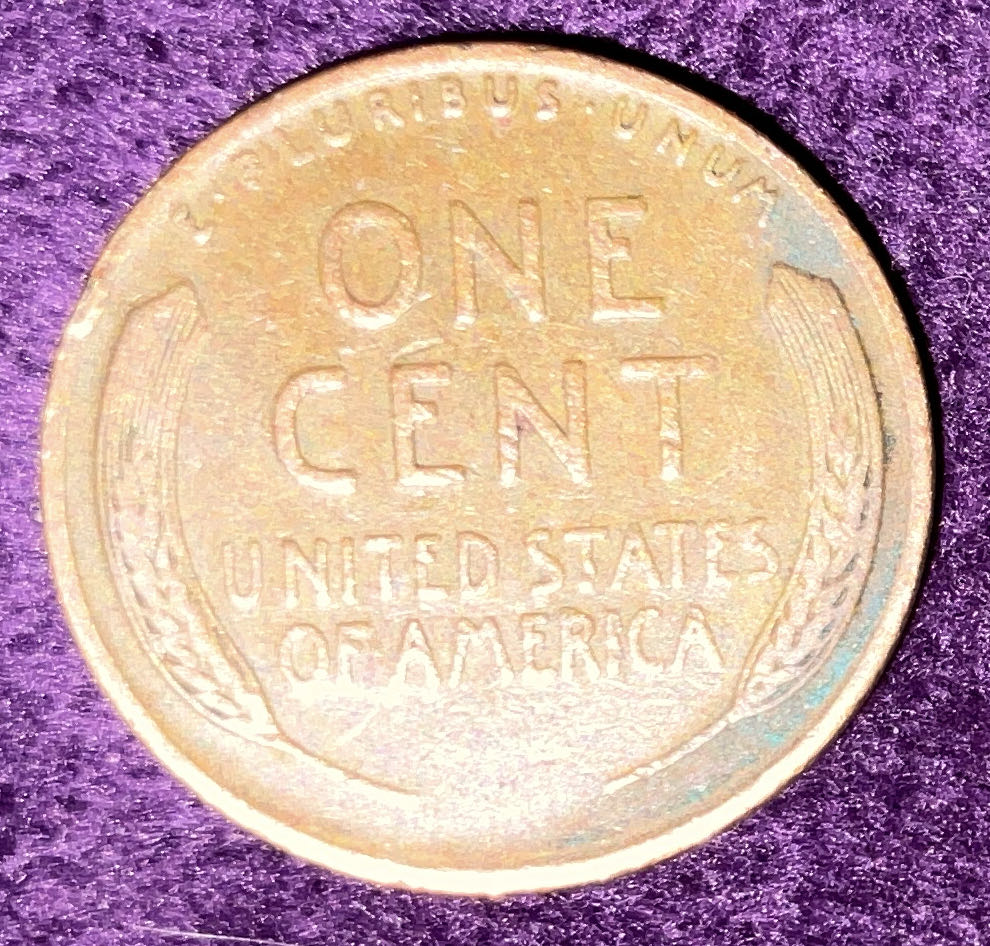 E·PLURIBUS·UNUM
ONE
CENT
UNITED STATES
OF AMERICA